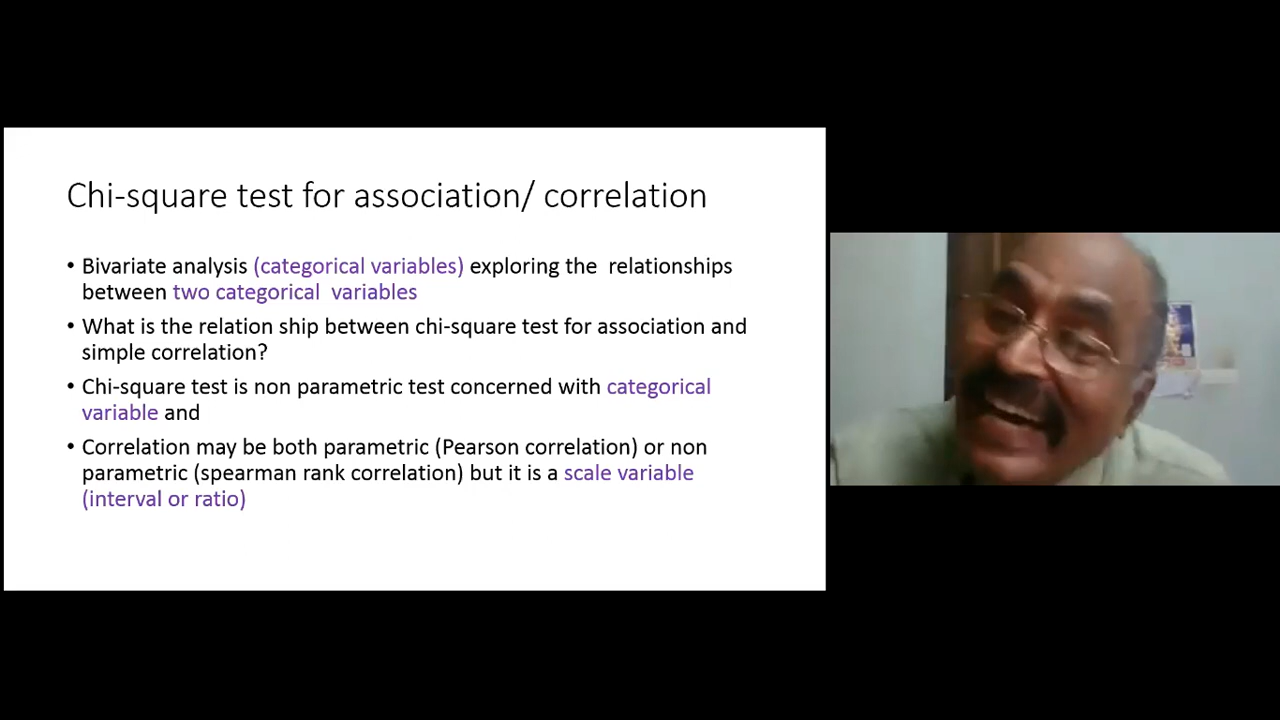 Chi-square test for association/ correlation
• Bivariate analysis (categorical variables) exploring the relationships
between two categorical variables
• What is the relation ship between chi-square test for association and
simple correlation?
• Chi-square test is non parametric test concerned with categorical
variable and
• Correlation may be both parametric (Pearson correlation) or non
parametric (spearman rank correlation) but it is a scale variable
(interval or ratio)